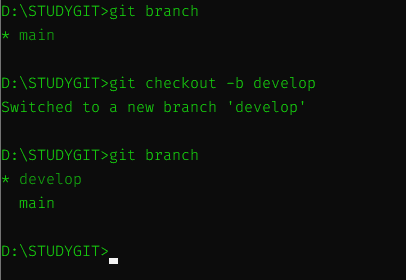 D:\STUDYGIT>git branch
* main
D:\STUDYGIT>git checkout -b develop
Switched to a new branch 'develop'
D:\STUDYGIT>git branch
* develop
  main
D:\STUDYGIT>